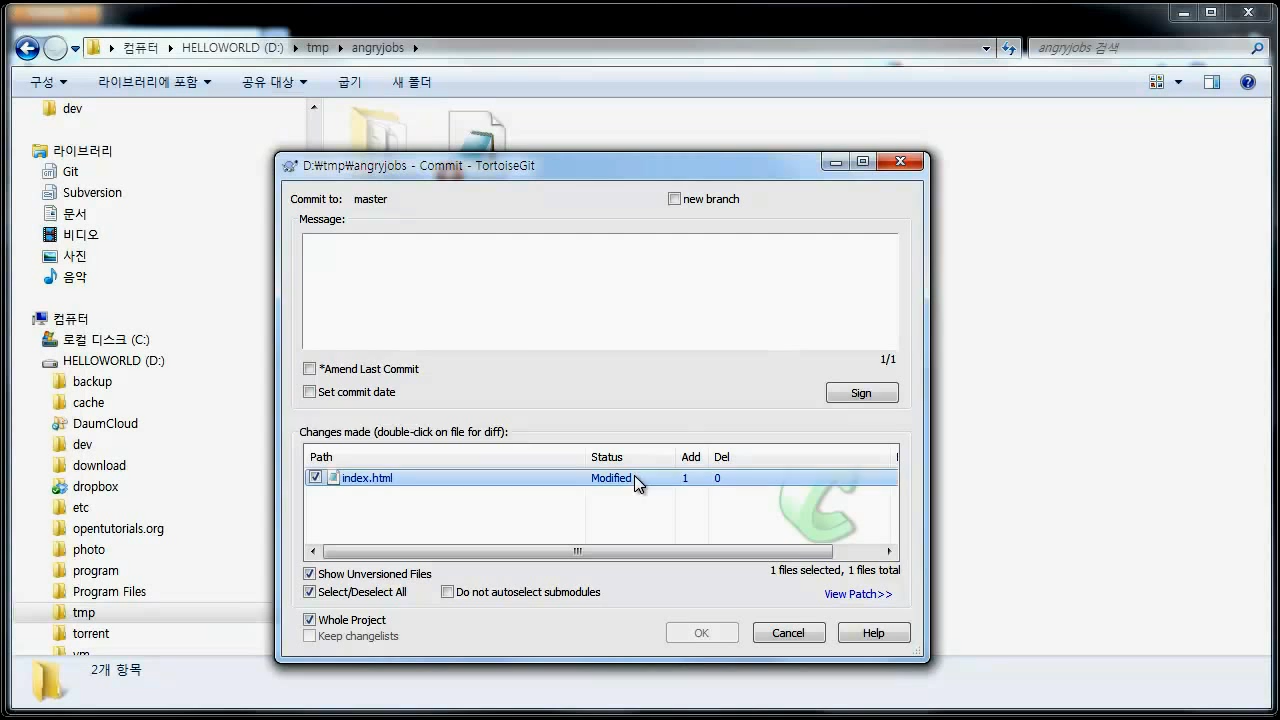 컴퓨터 HELLOWORLD (D:) tmp angryjobs
angryjobs 검색
구성 라이브러리에 포함 공유 대상 굽기 새 폴더
dev
라이브러리
Git
Subversion
문서
비디오
사진
음악
컴퓨터
로컬 디스크 (C:)
HELLOWORLD (D:)
backup
cache
DaumCloud
dev
download
dropbox
etc
opentutorials.org
photo
program
Program Files
tmp
torrent
vm
2개 항목
D:₩tmp₩angryjobs - Commit - TortoiseGit
Commit to: master
new branch
Message:
1/1
*Amend Last Commit
Set commit date
Sign
Changes made (double-click on file for diff):
Path Status Add Del
index.html Modified 1 0
Show Unversioned Files
1 files selected, 1 files total
Select/Deselect All
Do not autoselect submodules
View Patch>>
Whole Project
Keep changelists
OK Cancel Help